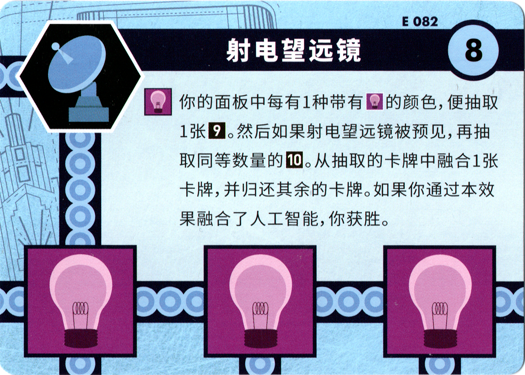 E 082
射电望远镜
8
你的面板中每有1种带有的颜色，便抽取
1张9。然后如果射电望远镜被预见，再抽
取同等数量的10。从抽取的卡牌中融合1张
卡牌，并归还其余的卡牌。如果你通过本效
果融合了人工智能，你获胜。